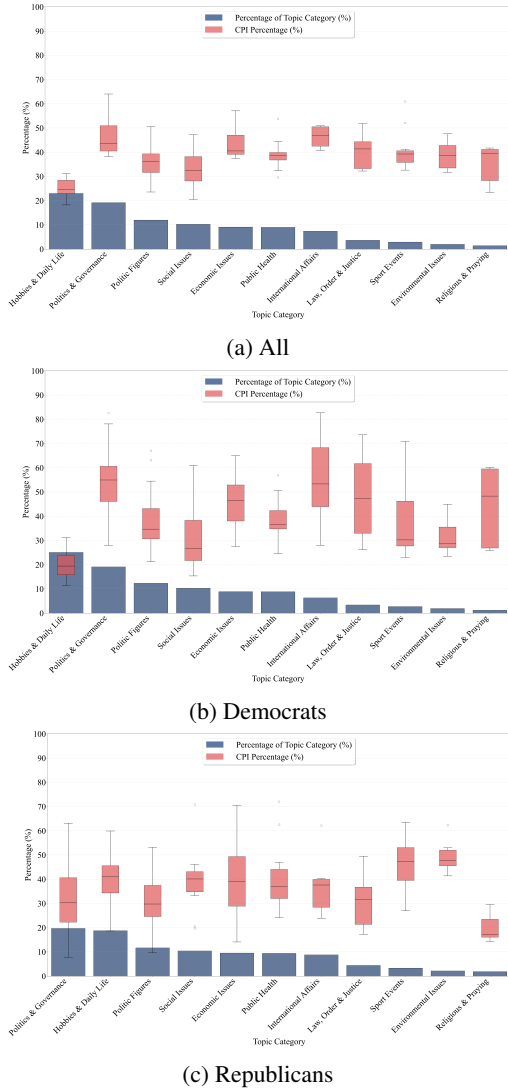 Percentage of Topic Category (%)
CPI Percentage (%)
100
90
80
70
60
50
40
30
20
10
0
Percentage (%)
Hobbies & Daily Life
Politics & Governance
Politic Figures
Social Issues
Economic Issues
Public Health
International Affairs
Law, Order & Justice
Sport Events
Environmental Issues
Religious & Praying
Topic Category
(a) All
Percentage of Topic Category (%)
CPI Percentage (%)
100
90
80
70
60
50
40
30
20
10
0
Percentage (%)
Hobbies & Daily Life
Politics & Governance
Politic Figures
Social Issues
Economic Issues
Public Health
International Affairs
Law, Order & Justice
Sport Events
Environmental Issues
Religious & Praying
Topic Category
(b) Democrats
Percentage of Topic Category (%)
CPI Percentage (%)
100
90
80
70
60
50
40
30
20
10
0
Percentage (%)
Politics & Governance
Hobbies & Daily Life
Politic Figures
Social Issues
Economic Issues
Public Health
International Affairs
Law, Order & Justice
Sport Events
Environmental Issues
Religious & Praying
Topic Category
(c) Republicans